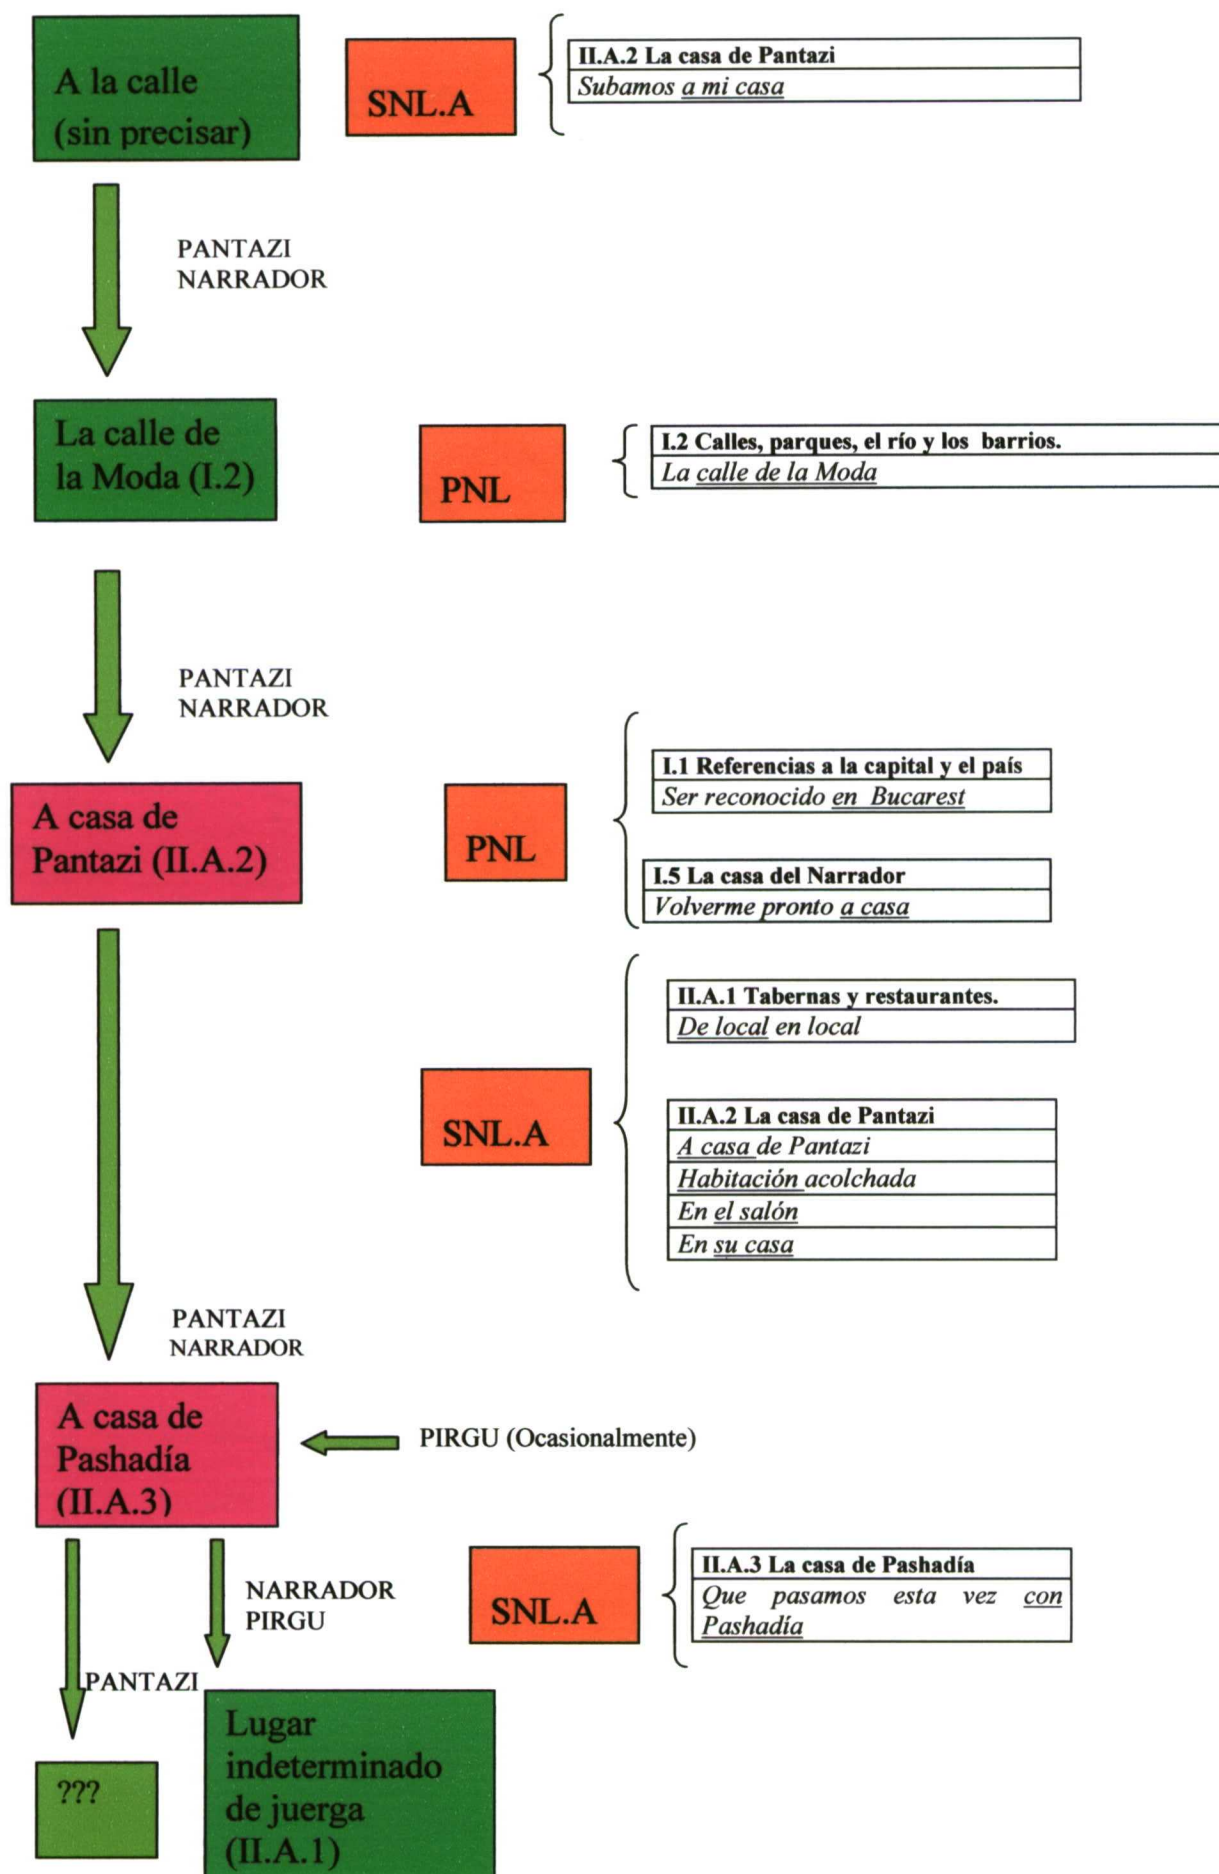 A la calle
(sin precisar)
SNL.A
II.A.2 La casa de Pantazi
Subamos a mi casa
PANTAZI
NARRADOR
La calle de
la Moda (I.2)
PNL
I.2 Calles, parques, el río y los barrios.
La calle de la Moda
PANTAZI
NARRADOR
A casa de
Pantazi (II.A.2)
PNL
I.1 Referencias a la capital y el país
Ser reconocido en Bucarest
I.5 La casa del Narrador
Volverme pronto a casa
SNL.A
II.A.1 Tabernas y restaurantes.
De local en local
II.A.2 La casa de Pantazi
A casa de Pantazi
Habitación acolchada
En el salón
En su casa
PANTAZI
NARRADOR
A casa de
Pashadía
(II.A.3)
PIRGU (Ocasionalmente)
NARRADOR
PIRGU
SNL.A
II.A.3 La casa de Pashadía
Que pasamos esta vez con
Pashadía
PANTAZI
???
Lugar
indeterminado
de juerga
(II.A.1)